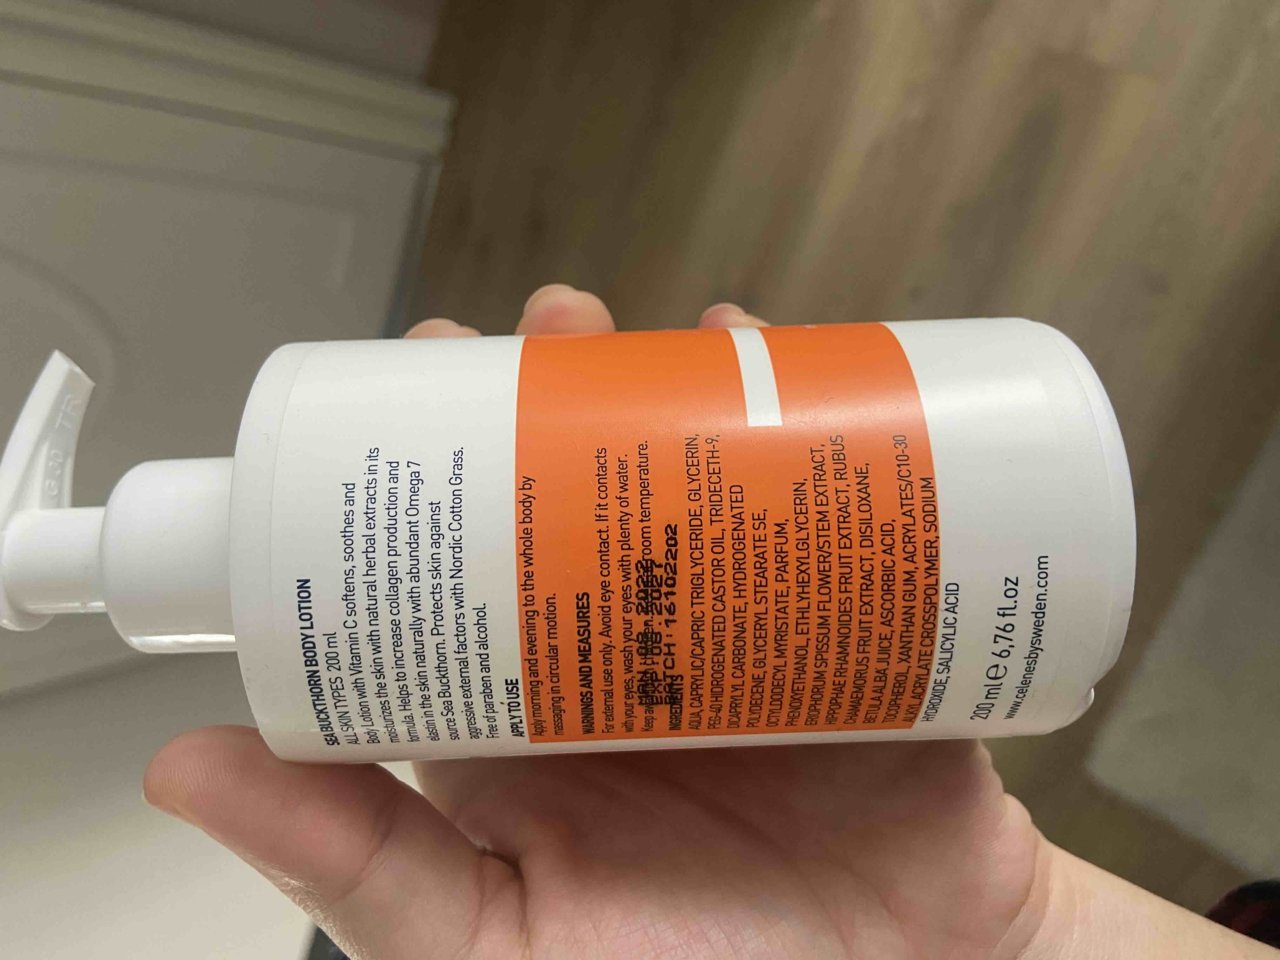 SEA BUCKTHORN BODY LOTION
ALL SKIN TYPES 200 ml
Body Lotion with Vitamin C softens, soothes and
moisturizes the skin with natural herbal extracts in its
formula. Helps to increase collagen production and
elastin in the skin naturally with abundant Omega 7
source Sea Buckthorn. Protects skin against
aggressive external factors with Nordic Cotton Grass.
Free of paraben and alcohol.
APPLY TO USE
Apply morning and evening to the whole body by
massaging in circular motion.
WARNINGS AND MEASURES
For external use only. Avoid eye contact. If it contacts
with your eyes, wash your eyes with plenty of water.
Keep room temperature.
08.2022
BATCH:12102202
INGREDIENTS
AQUA, CAPRYLIC/CAPRIC TRIGLYCERIDE, GLYCERIN,
PEG-40 HIDROGENATED CASTOR OIL, TRIDECETH-9,
DICAPRLYL CARBONATE, HYDROGENATED
POLYDECENE, GLYCERYL STEARATE SE,
OCTYLDODECYL MYRISTATE, PARFUM,
PHENOXYETHANOL, ETHLYHEXYLGLYCERIN,
ERIOPHORUM SPISSUM FLOWER/STEM EXTRACT,
HIPPOPHAE RHAMNOIDES FRUIT EXTRACT, RUBUS
CHAMAEMORUS FRUIT EXTRACT, DISILOXANE,
BETULA ALBA JUICE, ASCORBIC ACID,
TOCOPHEROL, XANTHAN GUM, ACRYLATES/C10-30
ALKYL ACRYLATE CROSSPOLYMER, SODIUM
HYDROXIDE, SALICYLIC ACID
200 ml e 6,76 fl.oz
www.celenesbysweden.com